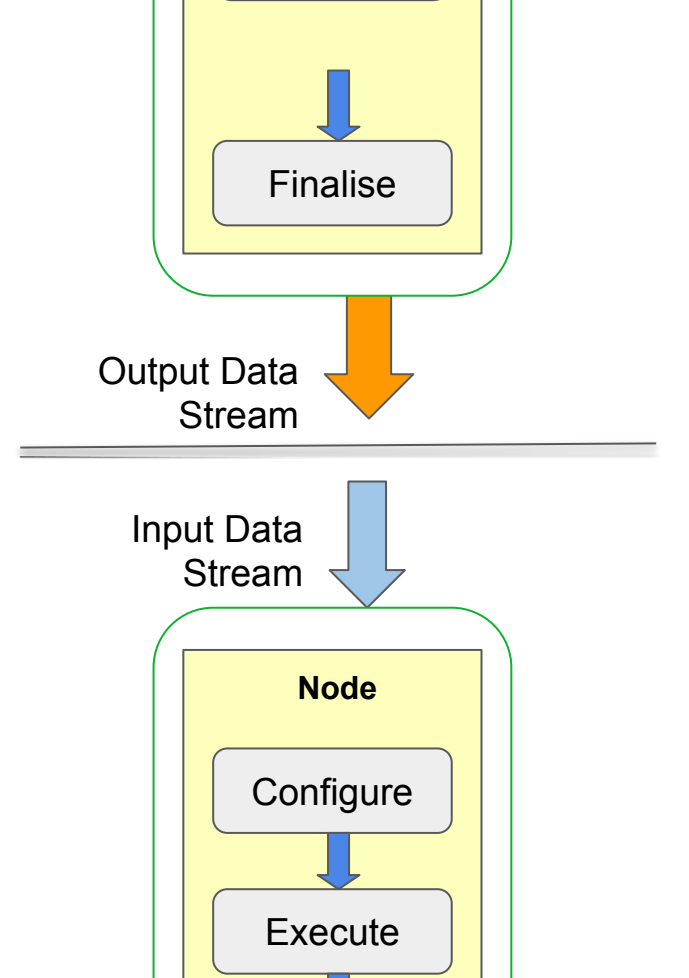 Finalise
Output Data
Stream
Input Data
Stream
Node
Configure
Execute